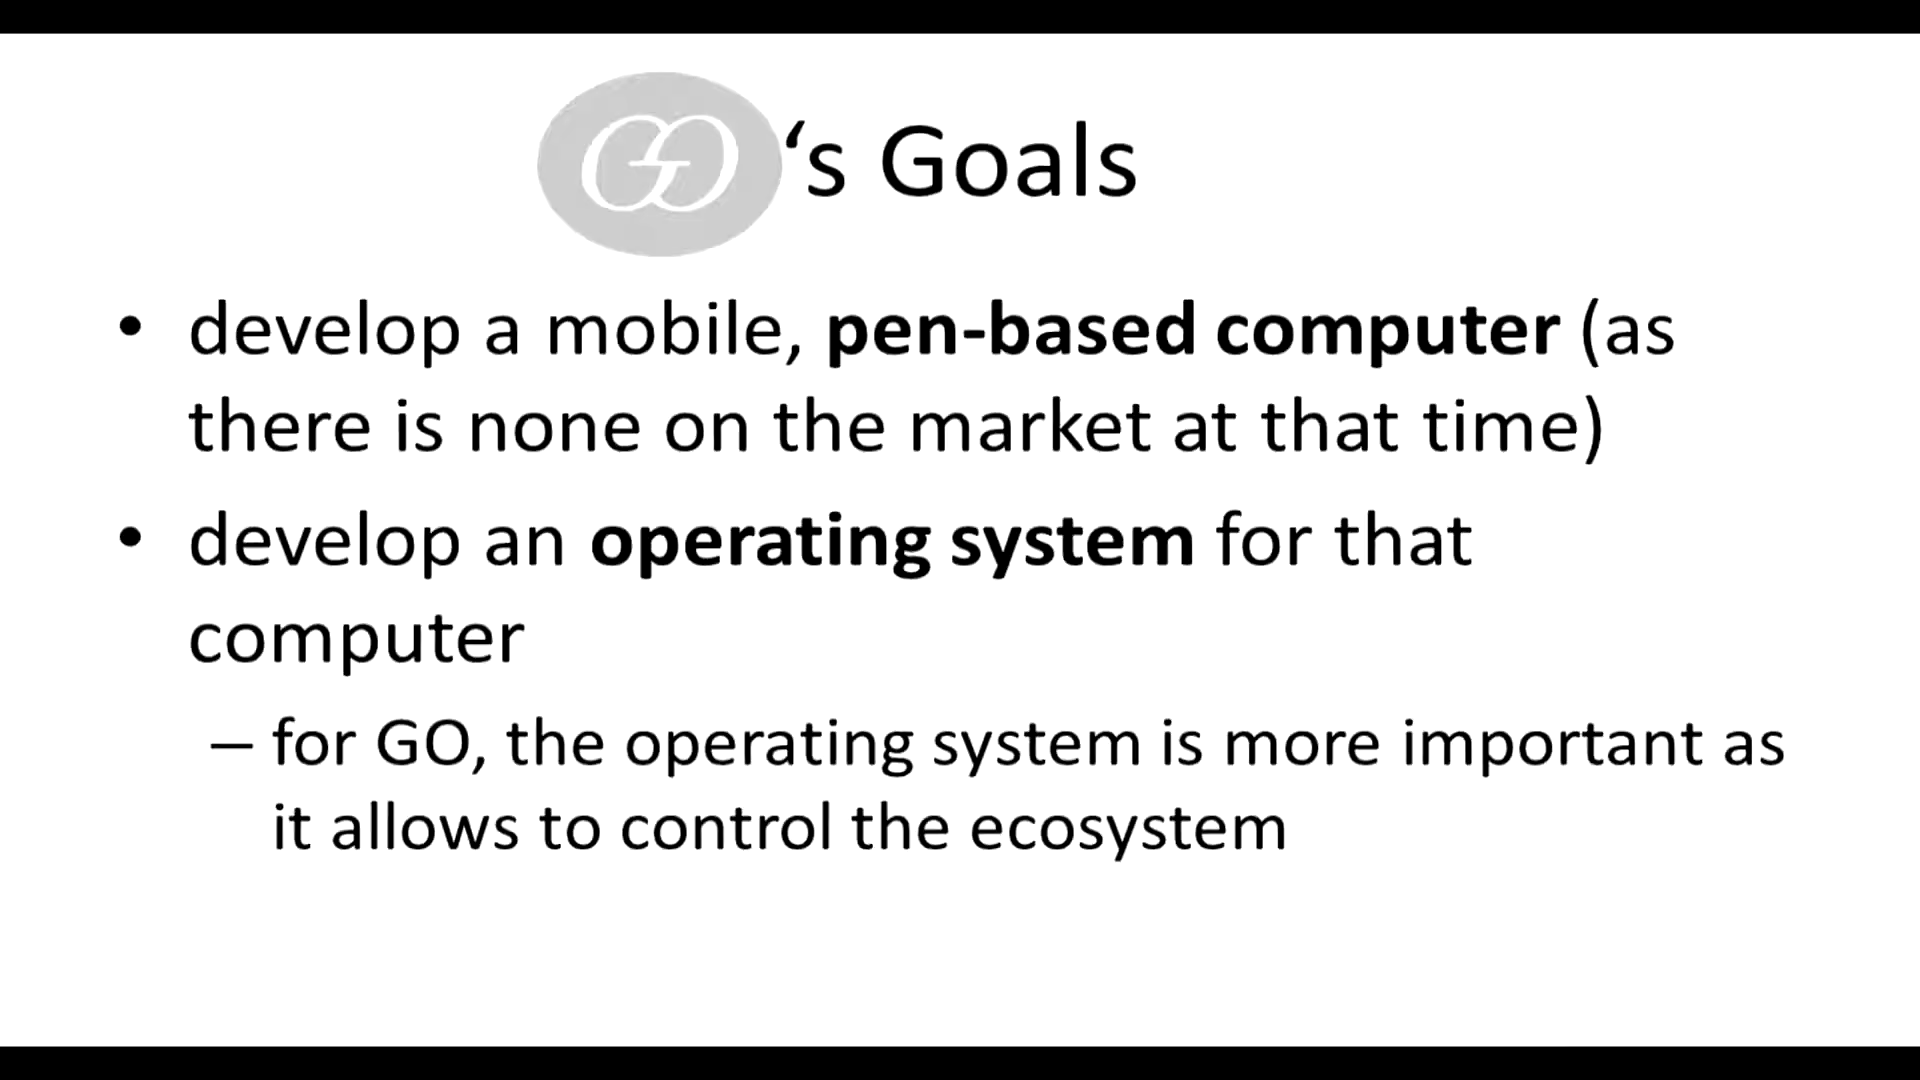 GO‘s Goals
• develop a mobile, pen-based computer (as
there is none on the market at that time)
• develop an operating system for that
computer
– for GO, the operating system is more important as
it allows to control the ecosystem